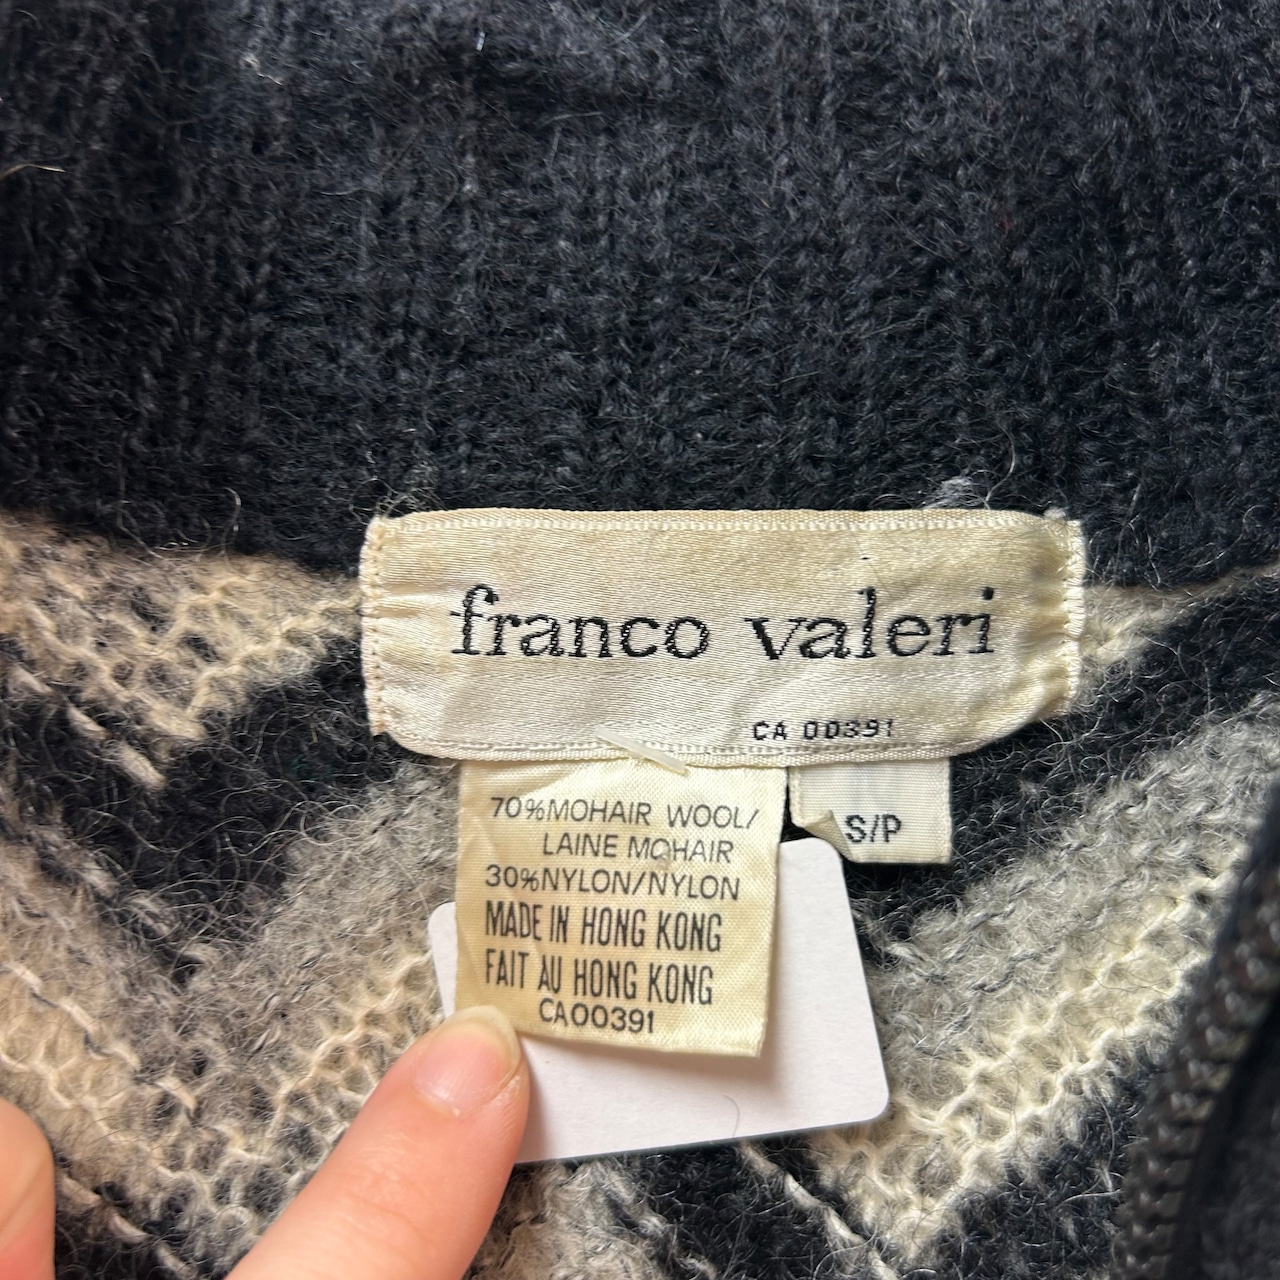 franco valeri
CA 00391
70%MOHAIR WOOL/
LAINE MOHAIR
30%NYLON/NYLON
MADE IN HONG KONG
FAIT AU HONG KONG
CA00391
S/P